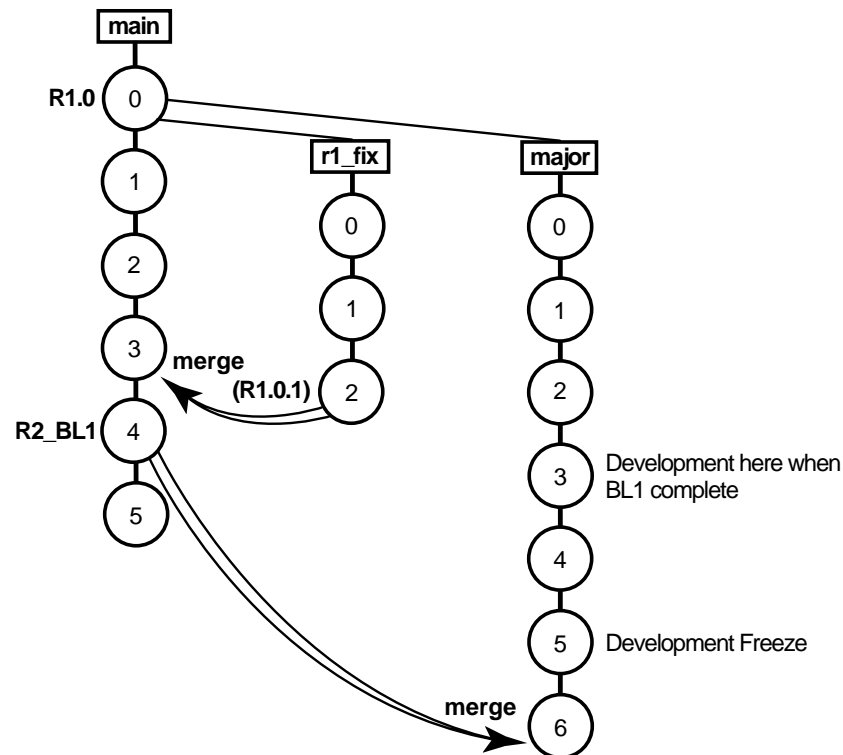 main
R1.0
0
r1_fix
major
1
0
0
2
1
1
3
merge
(R1.0.1)
2
2
R2_BL1
4
3
Development here when
BL1 complete
5
4
5
Development Freeze
merge
6